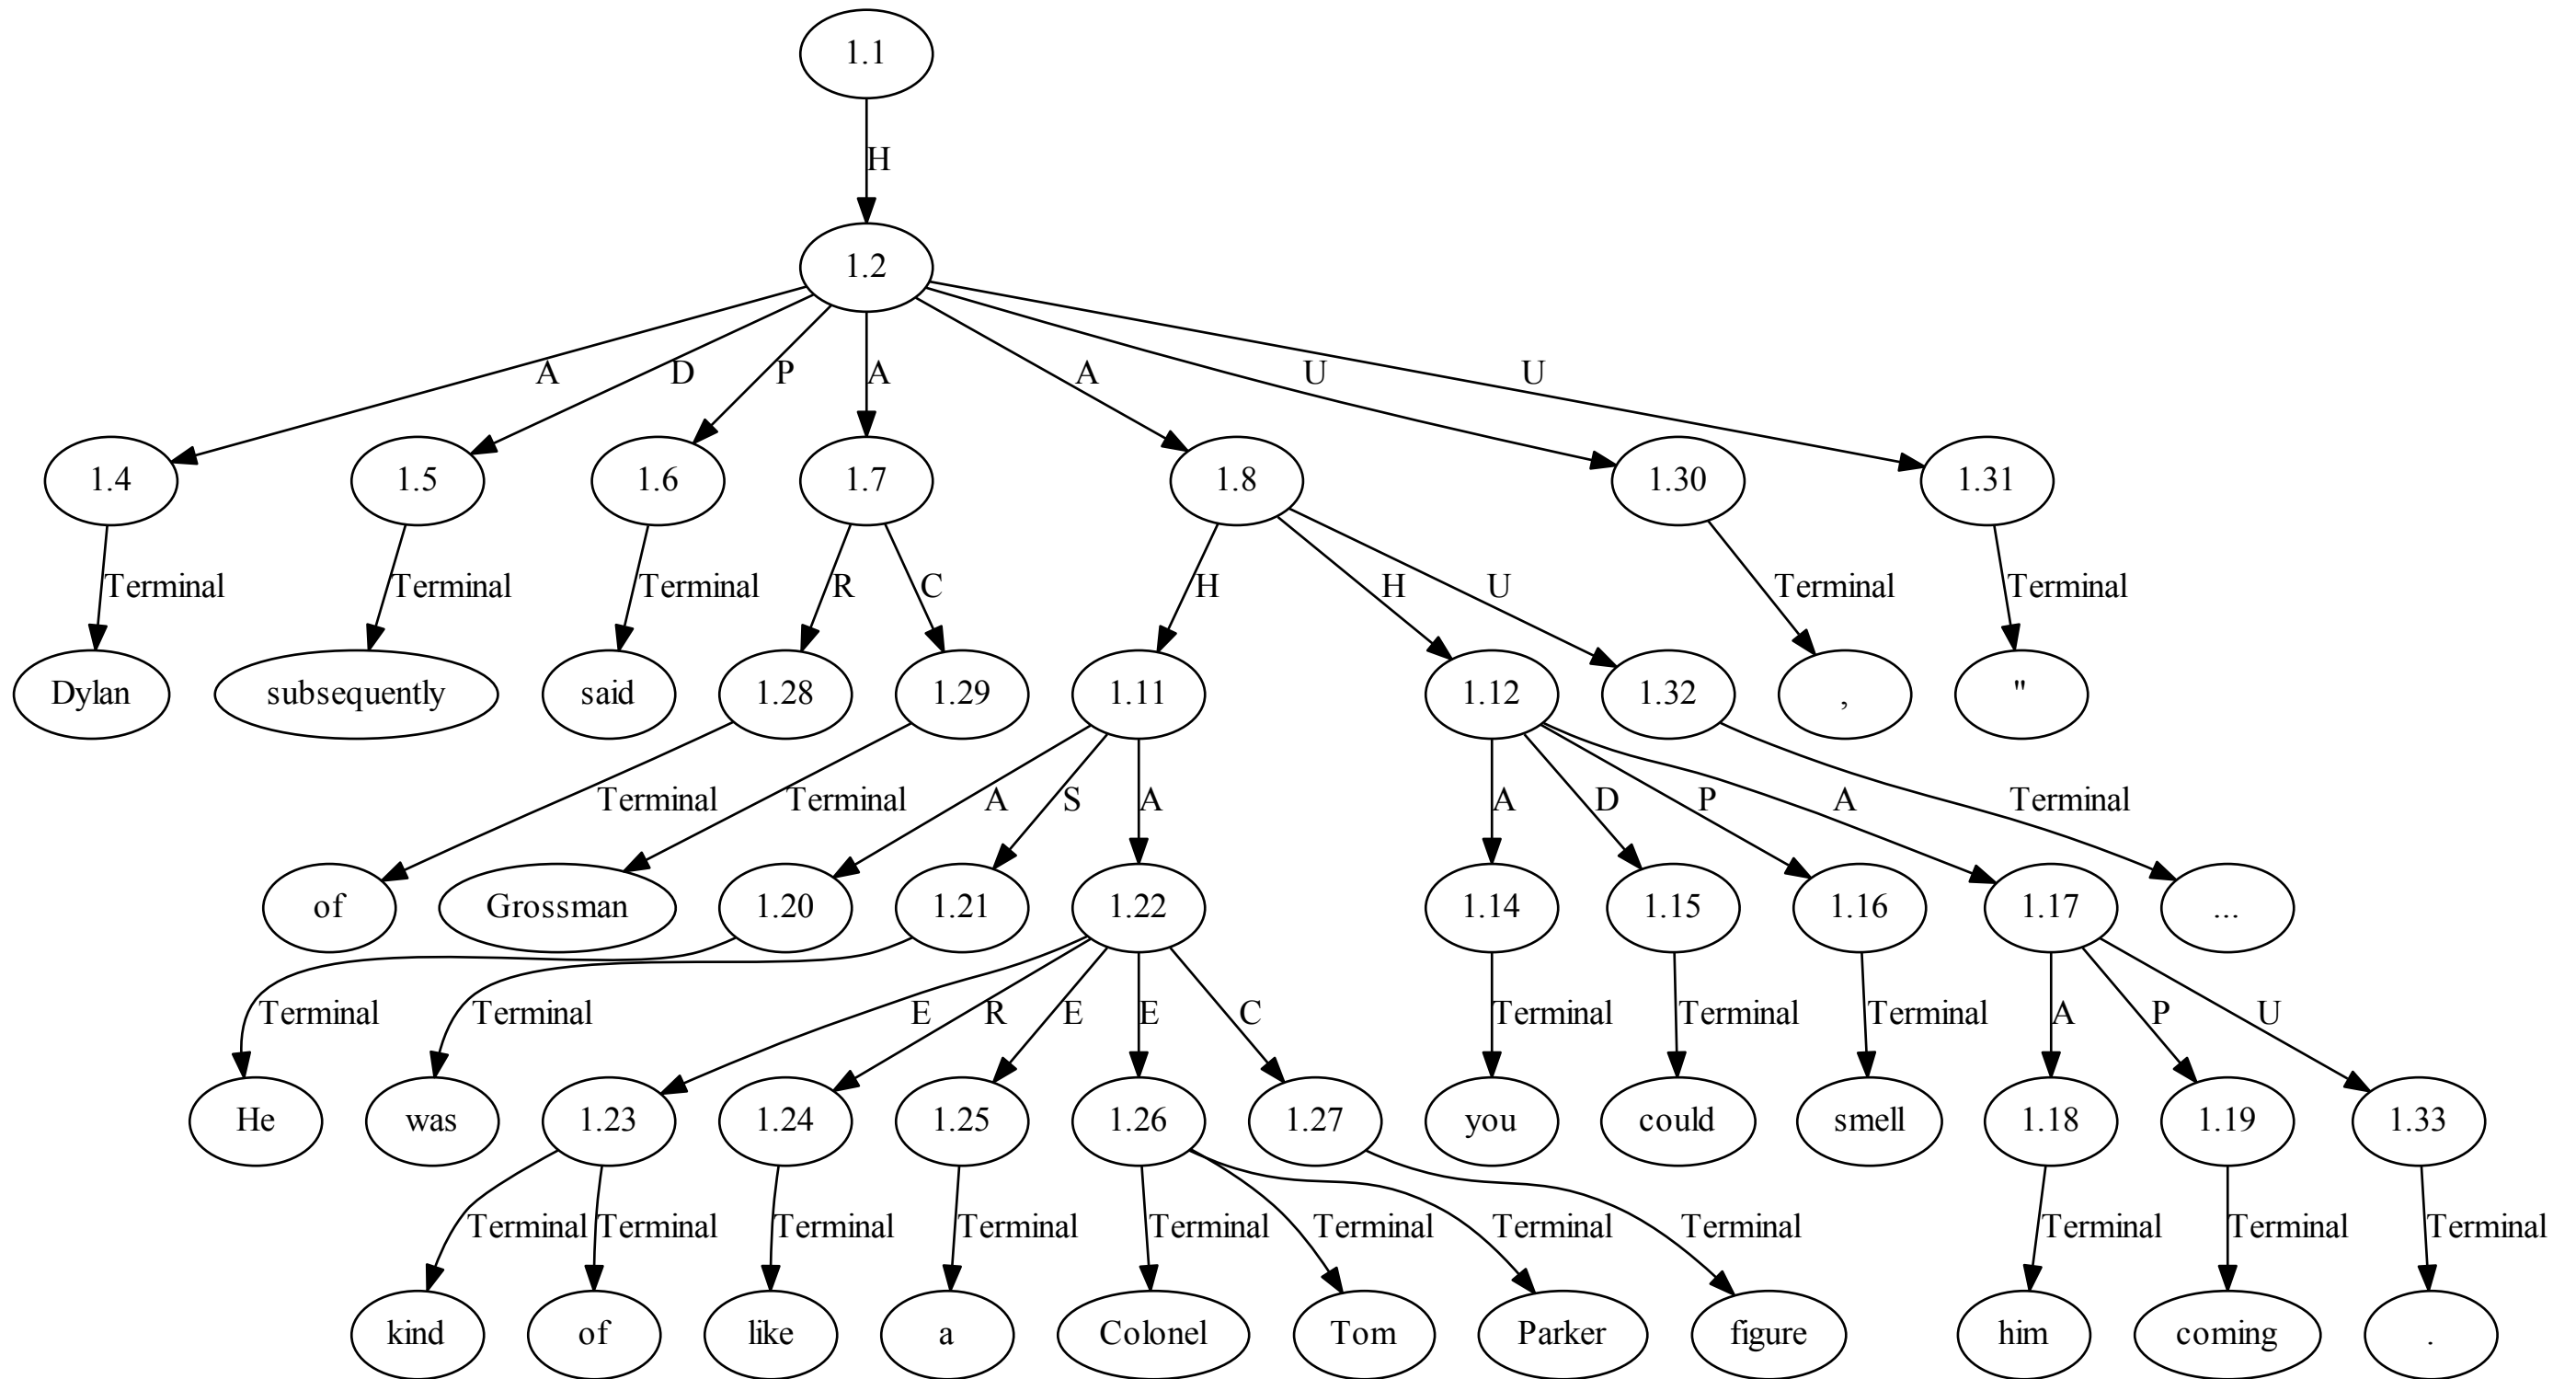 1.1
H
1.2
A D P A A U U
1.4 1.5 1.6 1.7 1.8 1.30 1.31
Terminal Terminal Terminal R C H H U Terminal Terminal
Dylan subsequently said 1.28 1.29 1.11 1.12 1.32 , "
Terminal Terminal A S A A D P A Terminal
of Grossman 1.20 1.21 1.22 1.14 1.15 1.16 1.17 ...
Terminal Terminal E R E E C Terminal Terminal Terminal A P U
He was 1.23 1.24 1.25 1.26 1.27 you could smell 1.18 1.19 1.33
Terminal Terminal Terminal Terminal Terminal Terminal Terminal Terminal Terminal Terminal Terminal
kind of like a Colonel Tom Parker figure him coming .